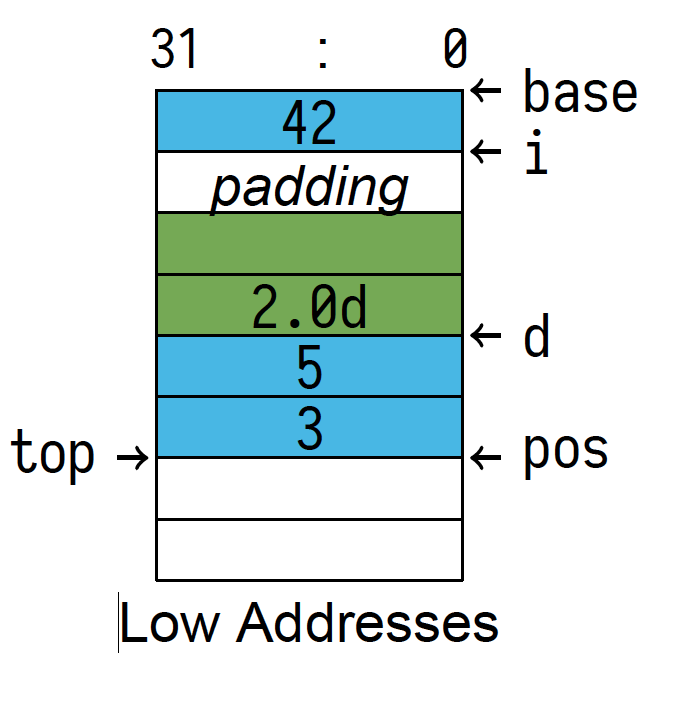 31 : 0
base
42
i
padding
2.0d
d
5
3
top
pos
Low Addresses